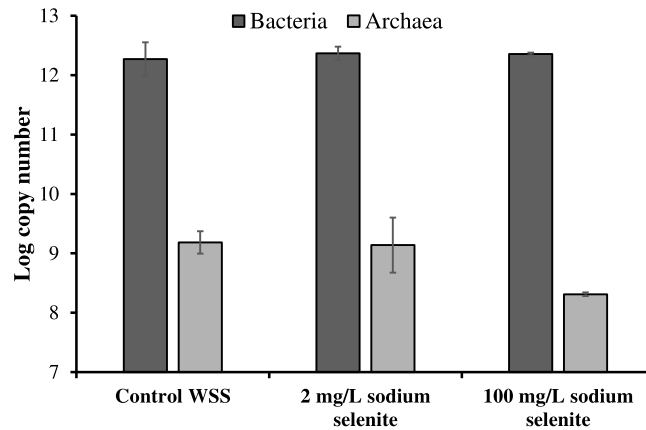 Bacteria Archaea
13
12
11
10
9
8
7
Log copy number
Control WSS
2 mg/L sodium
selenite
100 mg/L sodium
selenite